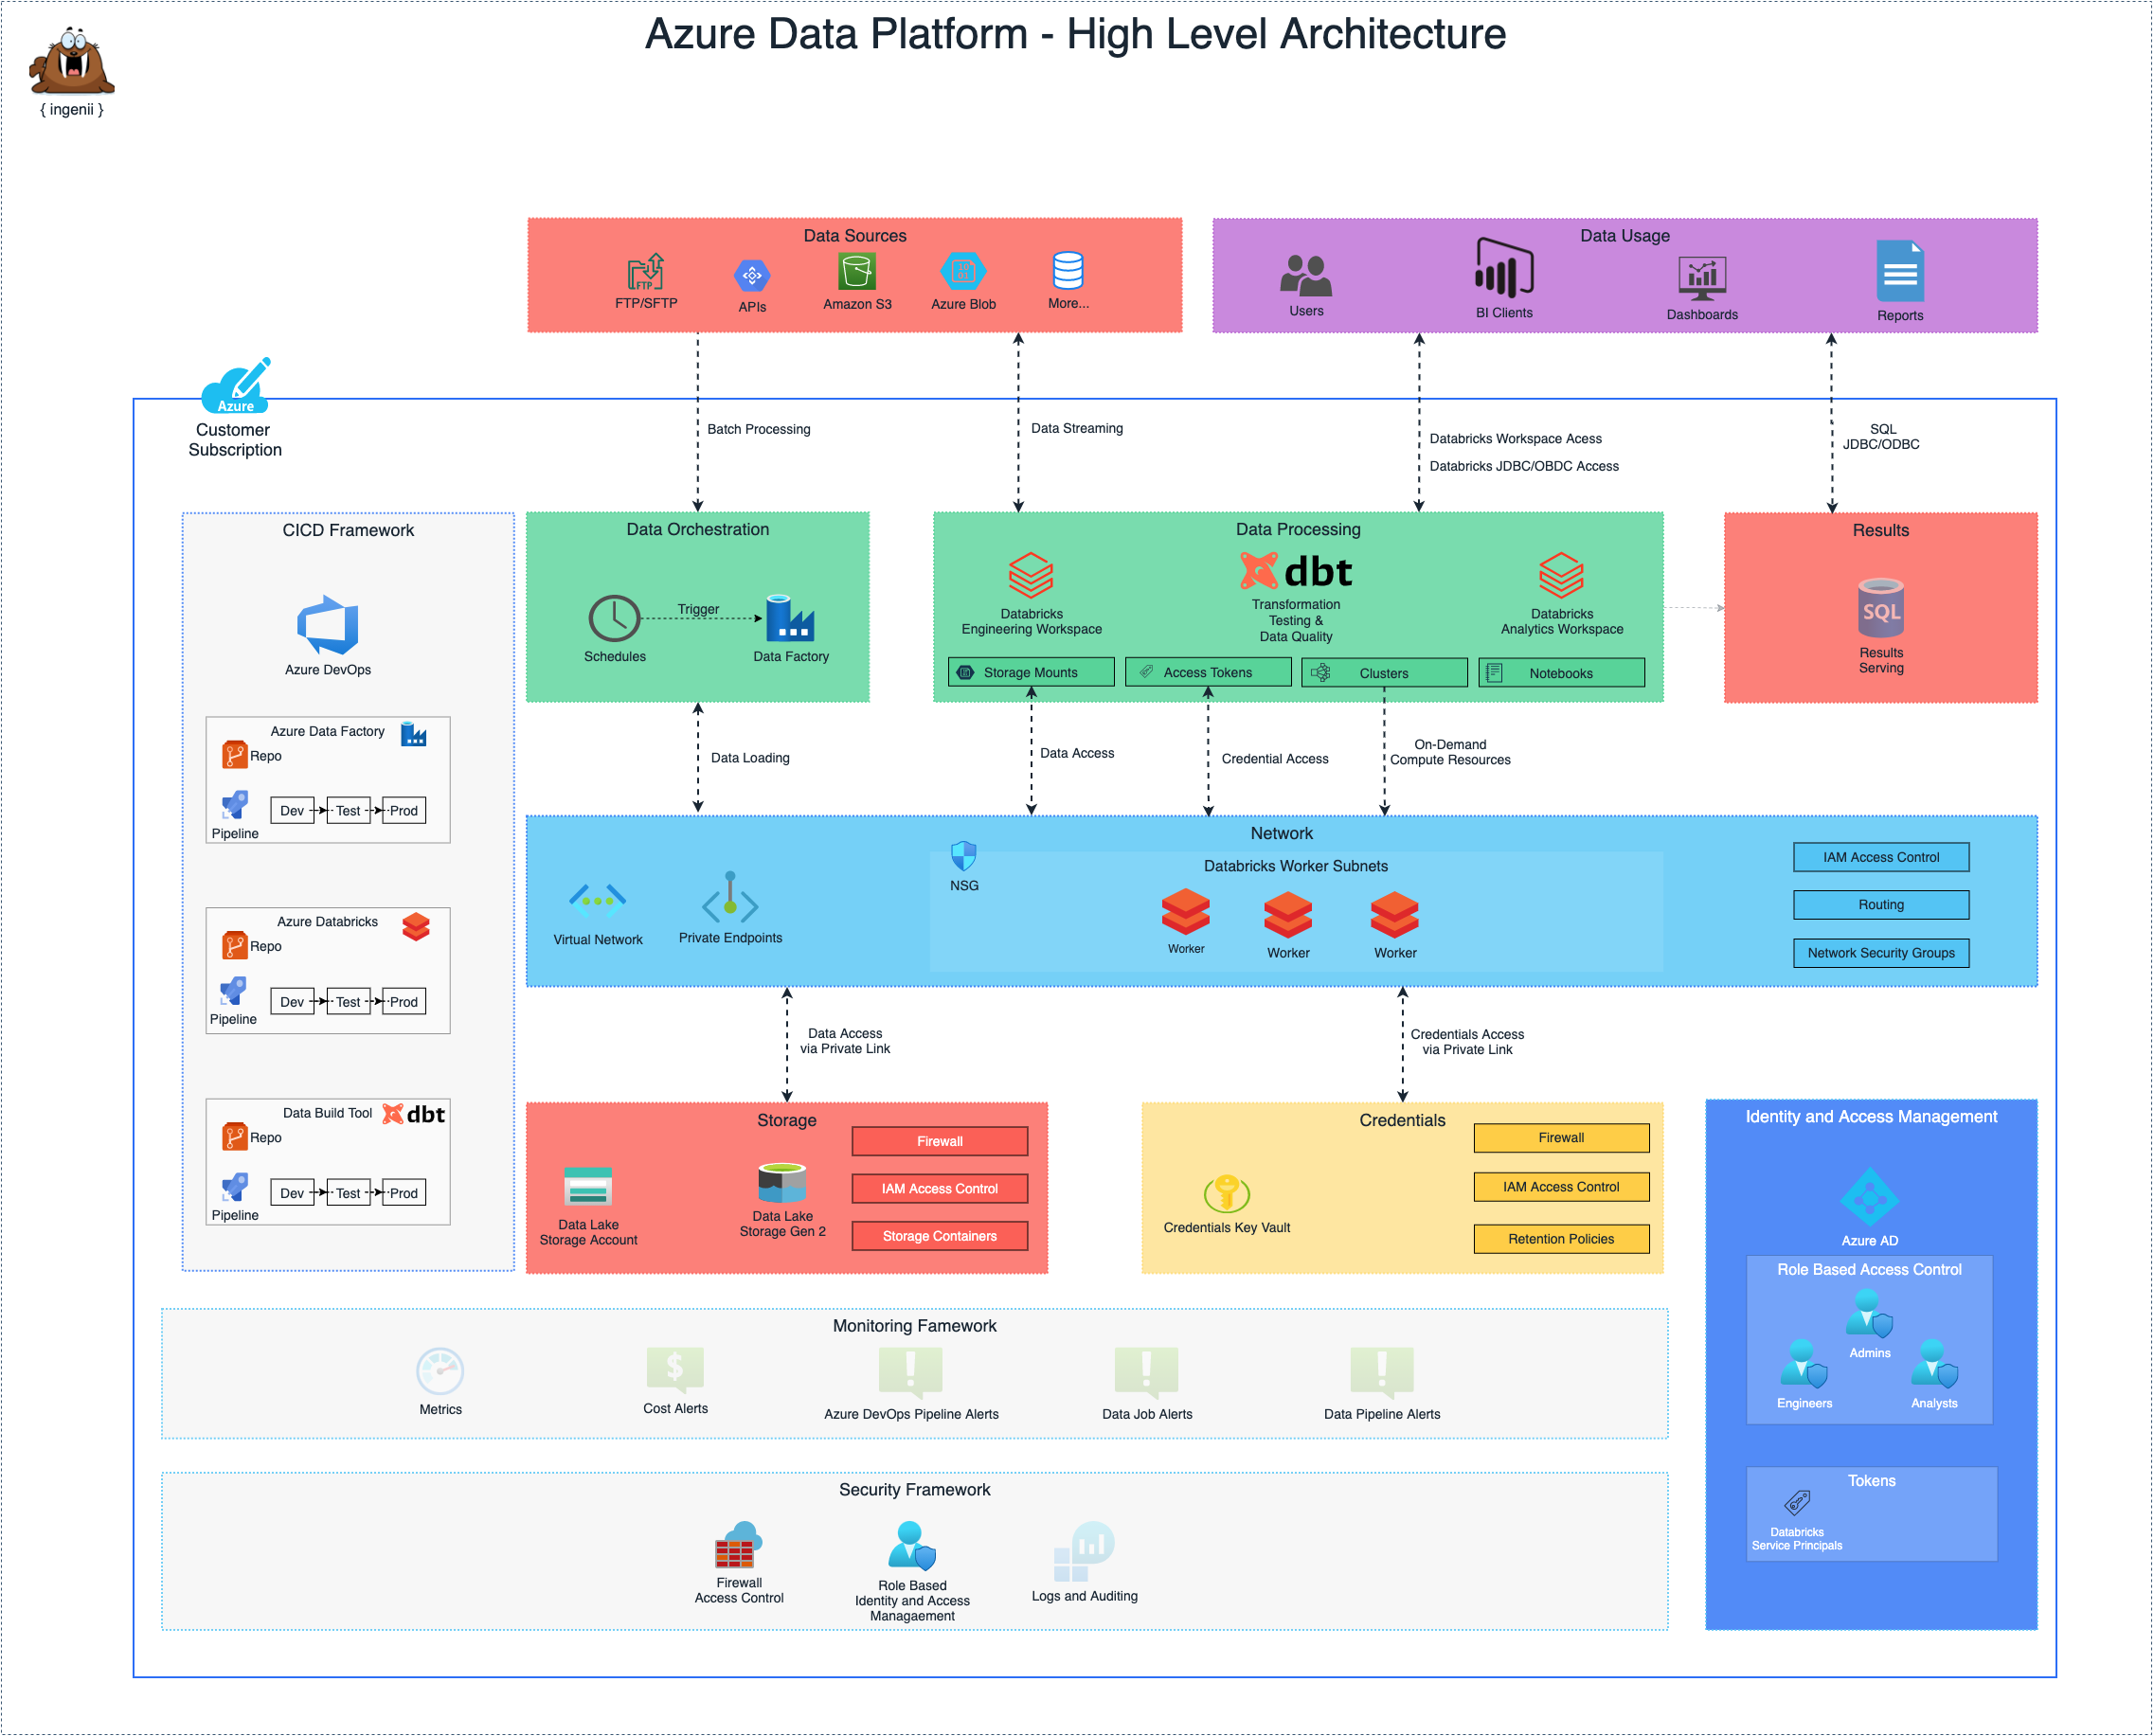 Azure Data Platform - High Level Architecture
{ ingenii }
Data Sources
FTP
FTP/SFTP
APIs
Amazon S3
10
01
Azure Blob
More...
Data Usage
Users
BI Clients
Dashboards
Reports
Azure
Customer
Subscription
Batch Processing
Data Streaming
Databricks Workspace Acess
Databricks JDBC/OBDC Access
SQL
JDBC/ODBC
CICD Framework
Azure DevOps
Azure Data Factory
Repo
Pipeline
Dev
Test
Prod
Azure Databricks
Repo
Pipeline
Dev
Test
Prod
Data Build Tool
dbt
Repo
Pipeline
Dev
Test
Prod
Data Orchestration
Schedules
Trigger
Data Factory
Data Processing
Databricks
Engineering Workspace
dbt
Transformation
Testing &
Data Quality
Databricks
Analytics Workspace
Storage Mounts
Access Tokens
Clusters
Notebooks
Results
SQL
Results
Serving
Data Loading
Data Access
Credential Access
On-Demand
Compute Resources
Network
Virtual Network
Private Endpoints
NSG
Databricks Worker Subnets
Worker
Worker
Worker
IAM Access Control
Routing
Network Security Groups
Data Access
via Private Link
Credentials Access
via Private Link
Storage
Data Lake
Storage Account
Data Lake
Storage Gen 2
Firewall
IAM Access Control
Storage Containers
Credentials
Credentials Key Vault
Firewall
IAM Access Control
Retention Policies
Identity and Access Management
Azure AD
Role Based Access Control
Admins
Engineers
Analysts
Tokens
Databricks
Service Principals
Monitoring Famework
Metrics
$
Cost Alerts
!
Azure DevOps Pipeline Alerts
!
Data Job Alerts
!
Data Pipeline Alerts
Security Framework
Firewall
Access Control
Role Based
Identity and Access
Managaement
Logs and Auditing